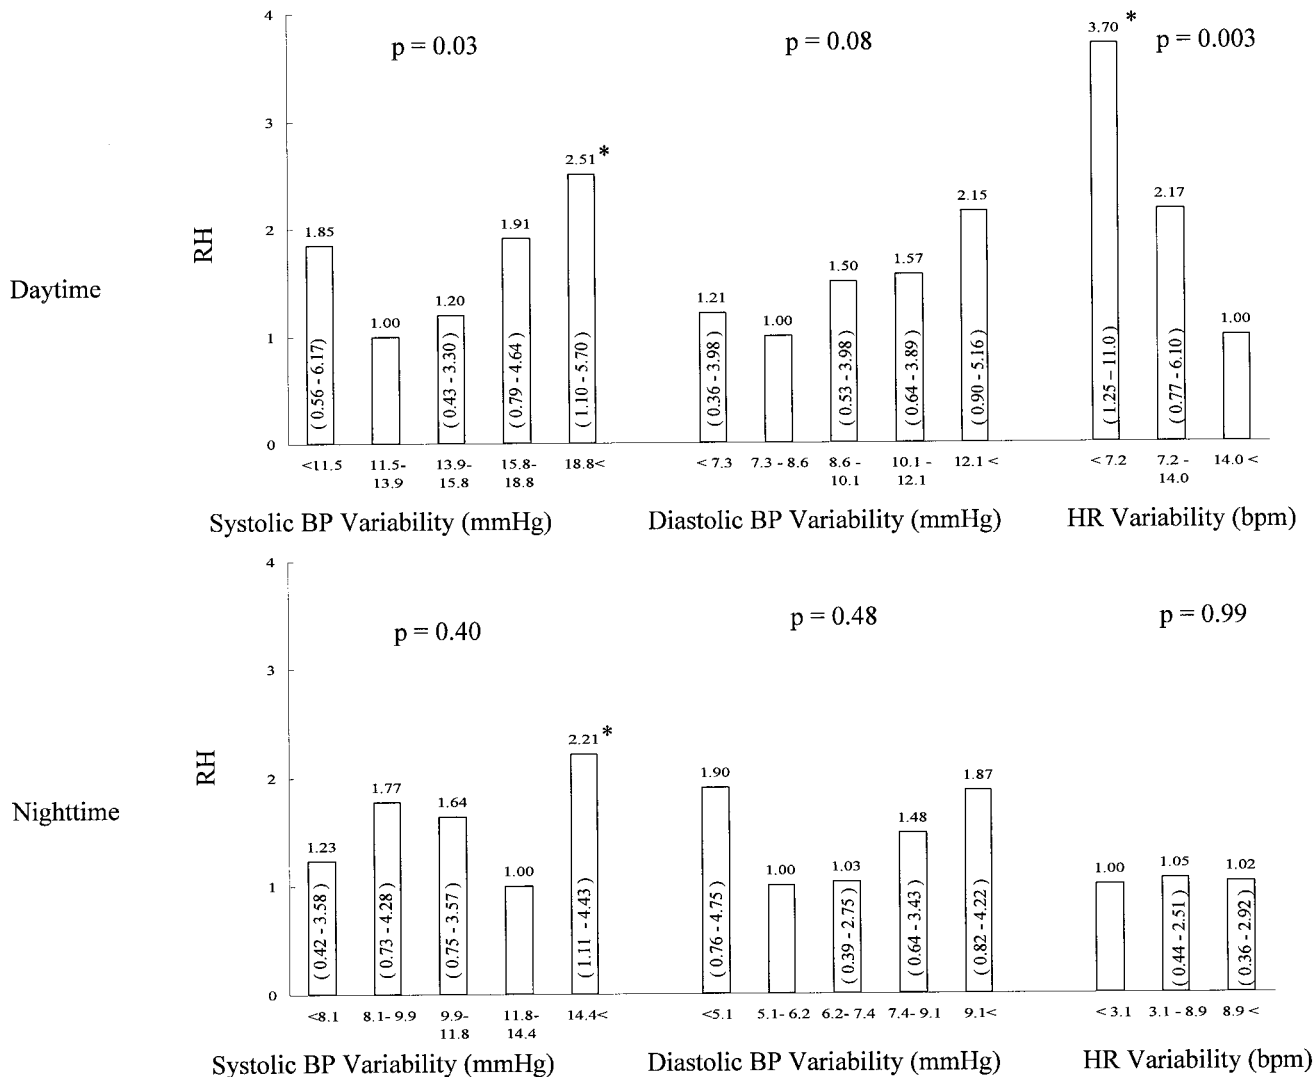 4
3
2
1
0
RH
Daytime
p = 0.03
1.85
1.00
1.20
1.91
2.51 *
( 0.56 - 6.17)
( 0.43 - 3.30 )
( 0.79 - 4.64 )
( 1.10 - 5.70 )
<11.5
11.5-
13.9
13.9-
15.8
15.8-
18.8
18.8<
Systolic BP Variability (mmHg)
p = 0.08
1.21
1.00
1.50
1.57
2.15
( 0.36 - 3.98 )
( 0.53 - 3.98 )
( 0.64 - 3.89 )
( 0.90 - 5.16 )
< 7.3
7.3 - 8.6
8.6 -
10.1
10.1 -
12.1
12.1 <
Diastolic BP Variability (mmHg)
p = 0.003
3.70 *
2.17
1.00
( 1.25 – 11.0 )
( 0.77 - 6.10 )
< 7.2
7.2 -
14.0
14.0 <
HR Variability (bpm)
4
3
2
1
0
RH
Nighttime
p = 0.40
1.23
1.77
1.64
1.00
2.21 *
( 0.42 - 3.58 )
( 0.73 - 4.28 )
( 0.75 - 3.57 )
( 1.11 - 4.43 )
<8.1
8.1- 9.9
9.9-
11.8
11.8-
14.4
14.4<
Systolic BP Variability (mmHg)
p = 0.48
1.90
1.00
1.03
1.48
1.87
( 0.76 - 4.75 )
( 0.39 - 2.75 )
( 0.64 - 3.43 )
( 0.82 - 4.22 )
<5.1
5.1- 6.2
6.2- 7.4
7.4- 9.1
9.1<
Diastolic BP Variability (mmHg)
p = 0.99
1.00
1.05
1.02
( 0.44 - 2.51 )
( 0.36 - 2.92 )
< 3.1
3.1 - 8.9
8.9 <
HR Variability (bpm)